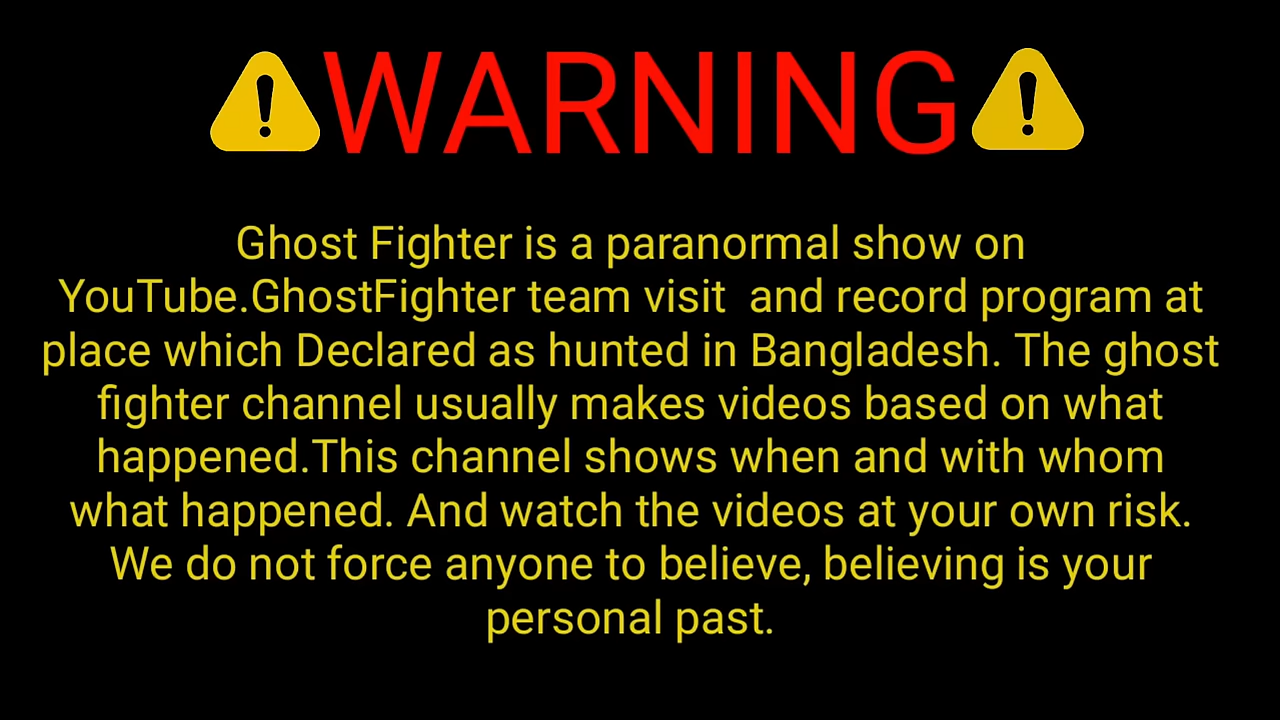 WARNING
Ghost Fighter is a paranormal show on
YouTube.GhostFighter team visit  and record program at
place which Declared as hunted in Bangladesh. The ghost
fighter channel usually makes videos based on what
happened.This channel shows when and with whom
what happened. And watch the videos at your own risk.
We do not force anyone to believe, believing is your
personal past.